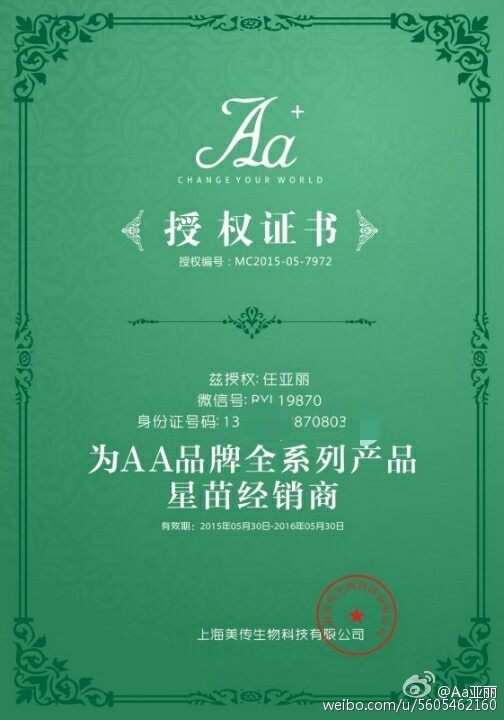 Aa+
CHANGE YOUR WORLD
授权证书
授权编号：MC2015-05-7972
兹授权：任亚丽
微信号：RYL19870
身份证号码：13 870803
为AA品牌全系列产品
星苗经销商
有效期：2015年05月30日-2016年05月30日
上海美传生物科技有限公司
@Aa亚丽
weibo.com/u/5605462160